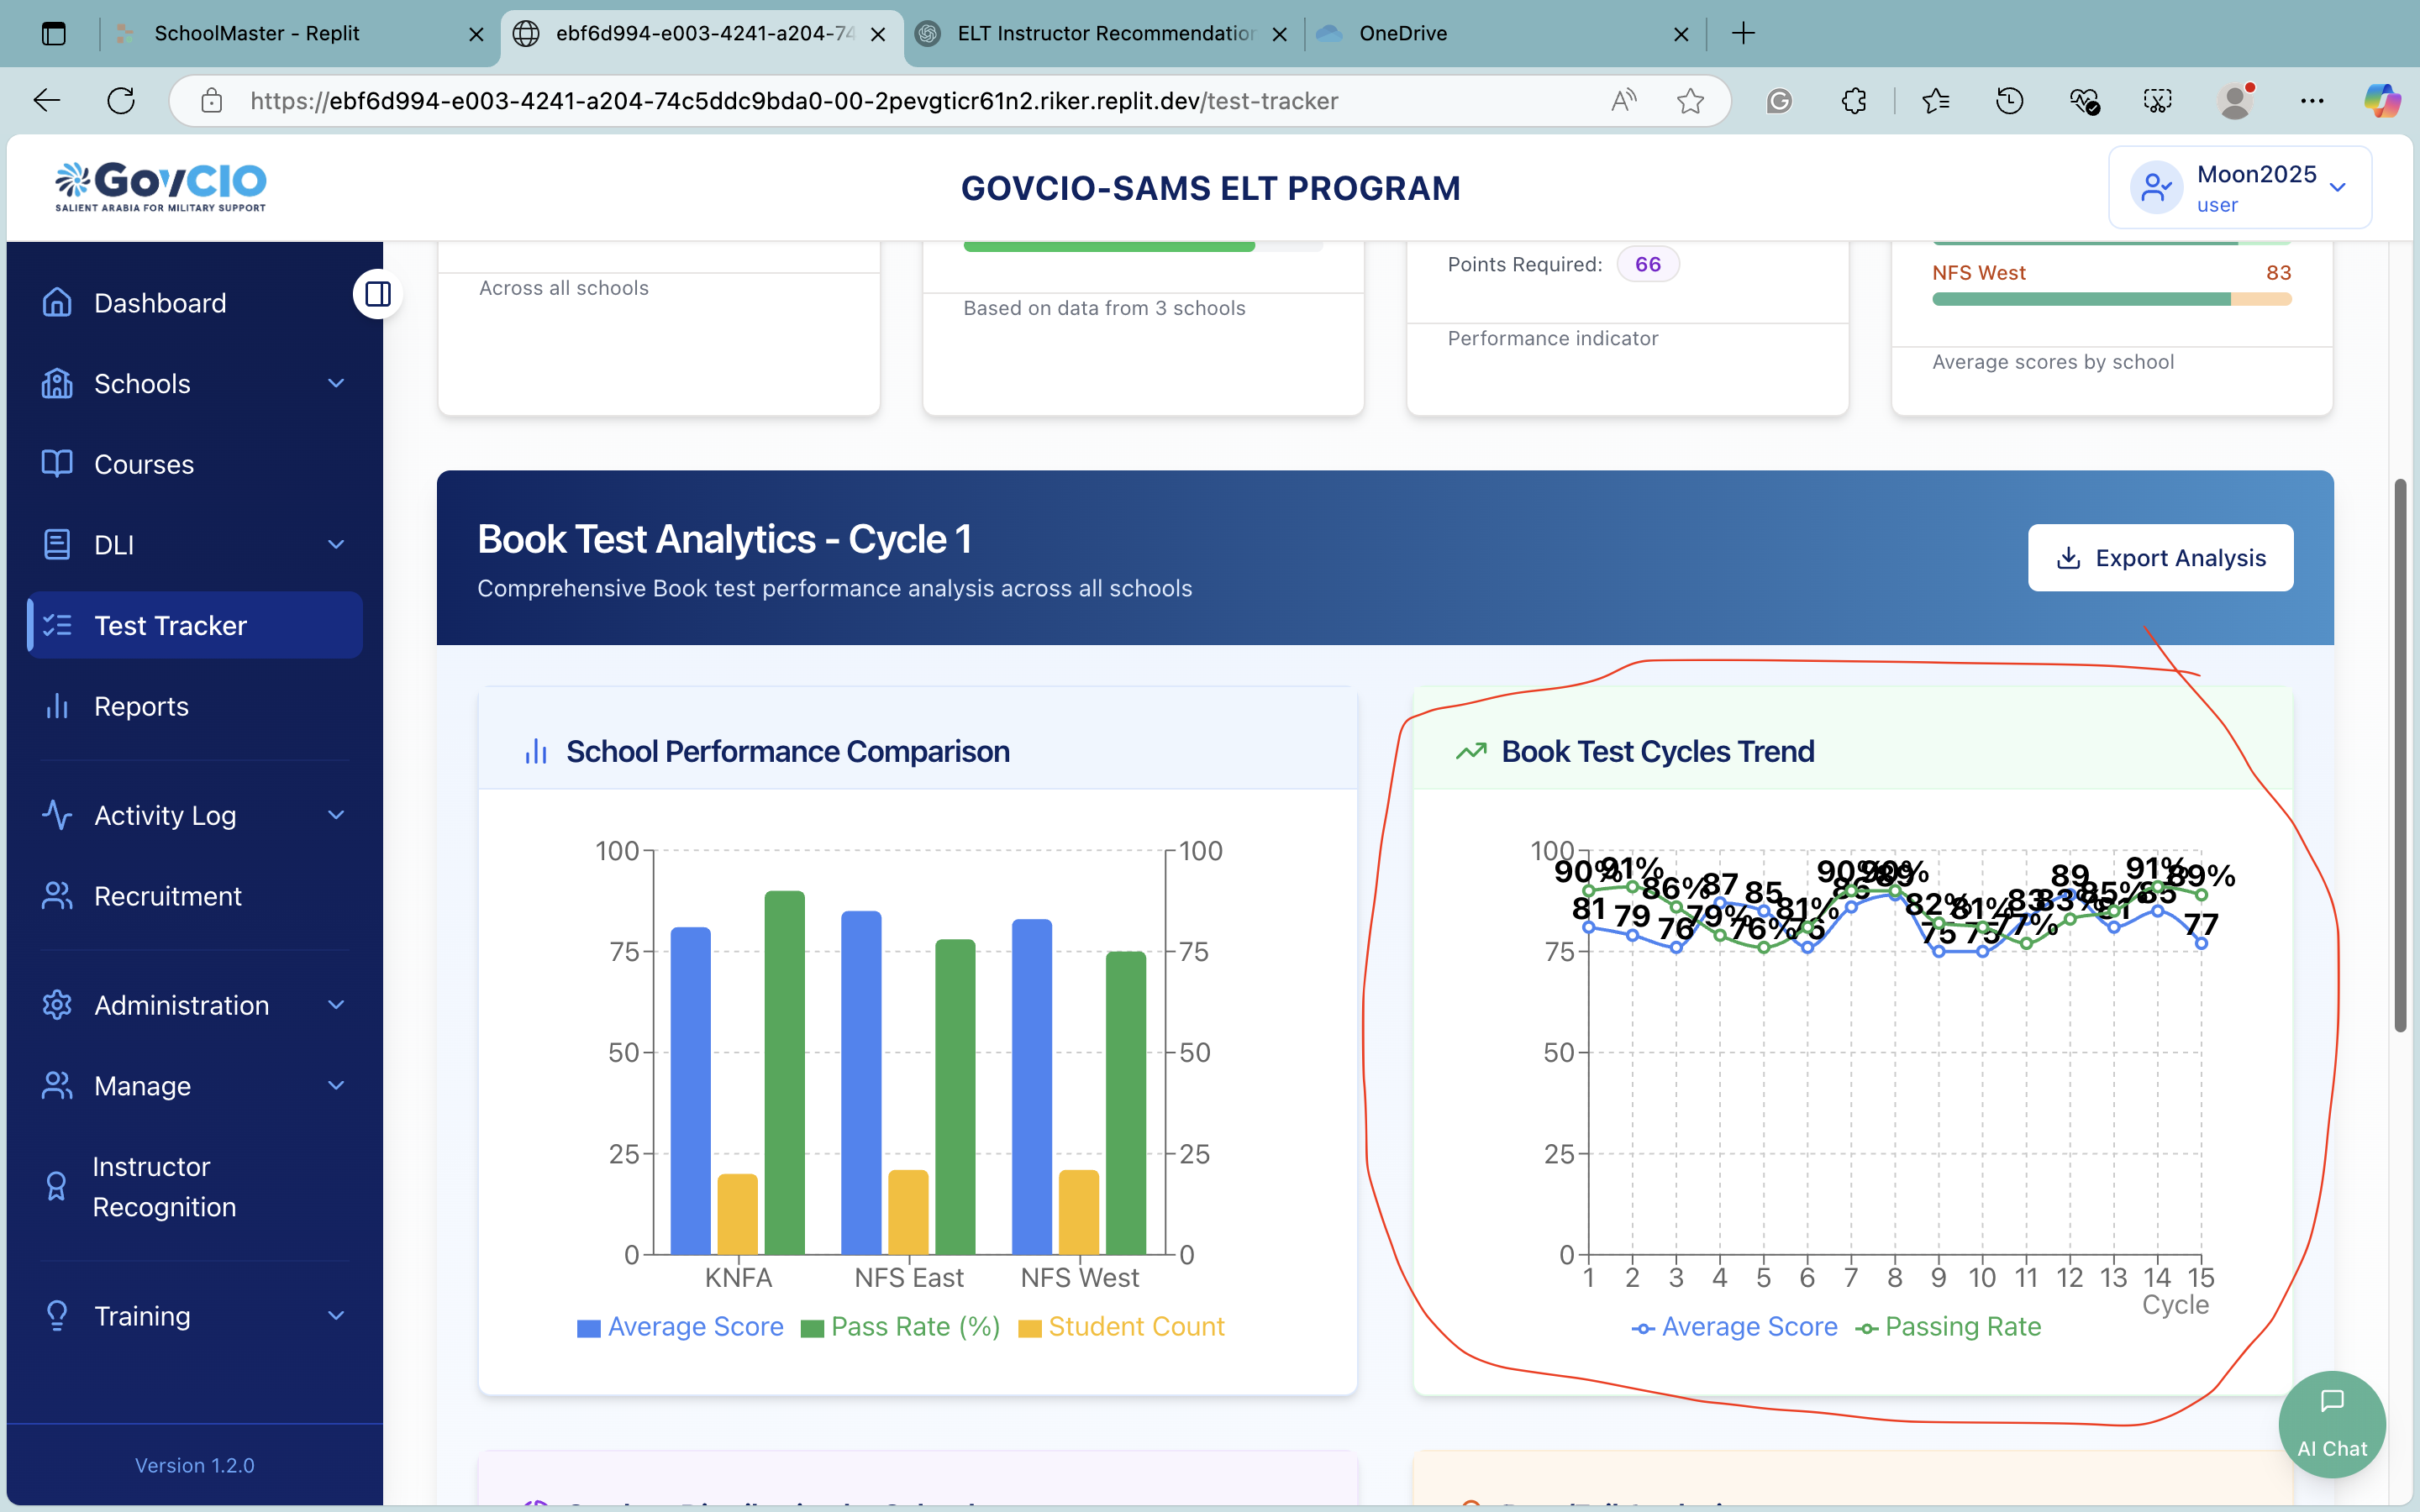 SchoolMaster - Replit
ebf6d994-e003-4241-a204-74
ELT Instructor Recommendation
OneDrive
https://ebf6d994-e003-4241-a204-74c5ddc9bda0-00-2pevgticr61n2.riker.replit.dev/test-tracker
GovCIO
SALIENT ARABIA FOR MILITARY SUPPORT
GOVCIO-SAMS ELT PROGRAM
Moon2025
user
Dashboard
Schools
Courses
DLI
Test Tracker
Reports
Activity Log
Recruitment
Administration
Manage
Instructor
Recognition
Training
Version 1.2.0
Across all schools
Based on data from 3 schools
Points Required: 66
Performance indicator
NFS West 83
Average scores by school
Book Test Analytics - Cycle 1
Comprehensive Book test performance analysis across all schools
Export Analysis
School Performance Comparison
100 100
75 75
50 50
25 25
0 0
KNFA NFS East NFS West
Average Score Pass Rate (%) Student Count
Book Test Cycles Trend
100
90% 91% 86% 79% 76% 81% 90% 90% 82% 81% 77% 83% 85% 91% 89%
81 79 76 87 85 76 86 89 75 75 83 89 81 85 77
75
50
25
0
1 2 3 4 5 6 7 8 9 10 11 12 13 14 15
Cycle
Average Score Passing Rate
AI Chat